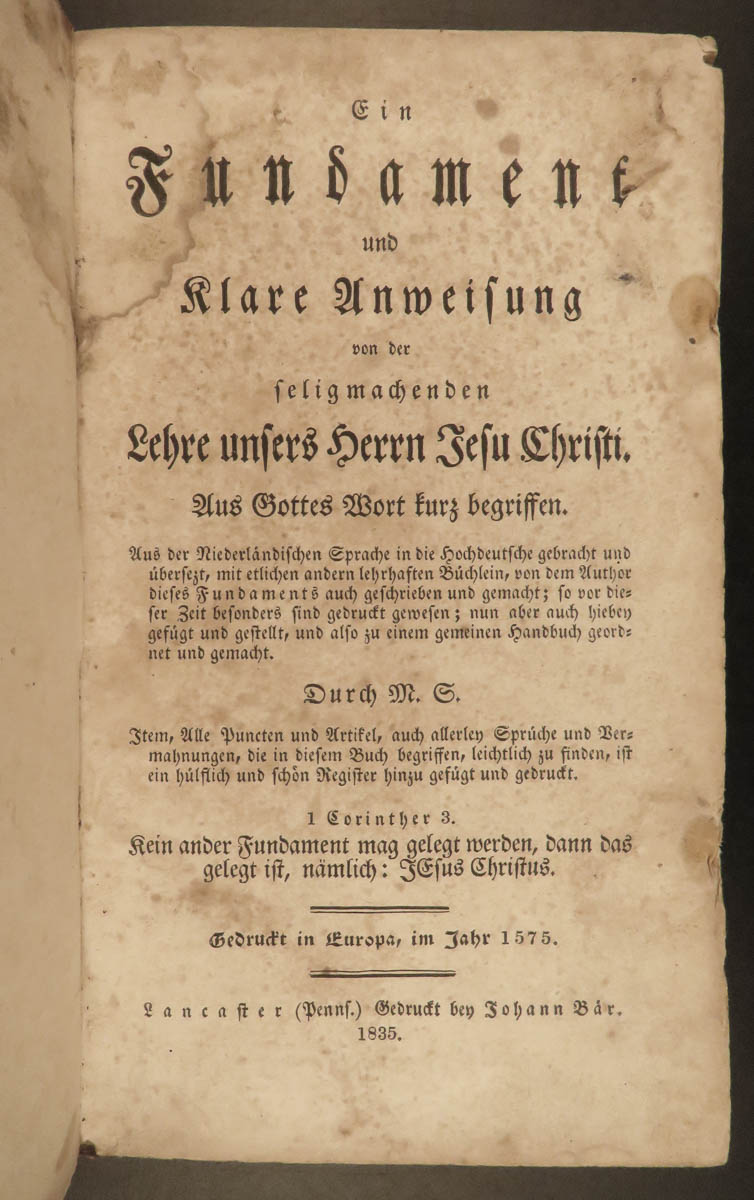 Ein
Fundament
und
Klare Anweisung
von der
seligmachenden
Lehre unsers Herrn Jesu Christi.
Aus Gottes Wort kurz begriffen.
Aus der Niederländischen Sprache in die Hochdeutsche gebracht und
übersezt, mit etlichen andern lehrhaften Büchlein, von dem Author
dieses Fundaments auch geschrieben und gemacht; so vor die=
ser Zeit besonders sind gedruckt gewesen; nun aber auch hiebey
gefügt und gestellt, und also zu einem gemeinen Handbuch geord=
net und gemacht.
Durch M. S.
Item, Alle Puncten und Artikel, auch allerley Sprüche und Ver=
mahnungen, die in diesem Buch begriffen, leichtlich zu finden, ist
ein hülflich und schön Register hinzu gefügt und gedruckt.
1 Corinther 3.
Kein ander Fundament mag gelegt werden, dann das
gelegt ist, nämlich: JEsus Christus.
Gedruckt in Europa, im Jahr 1575.
Lancaster (Penns.) Gedruckt bey Johann Bär.
1835.